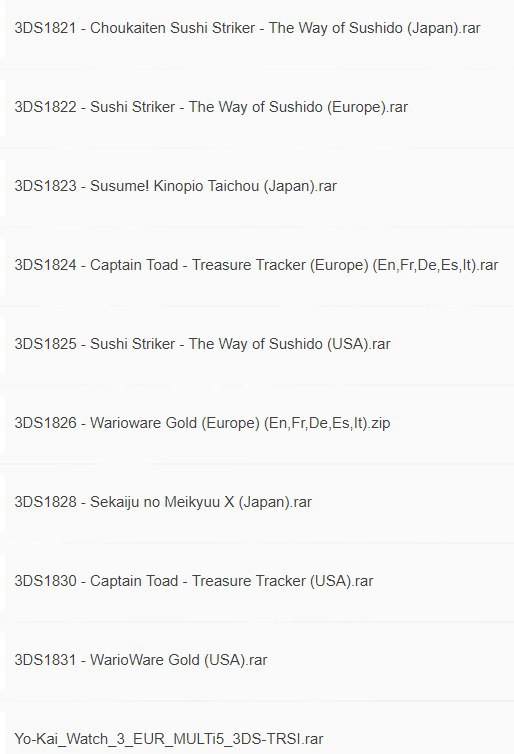 3DS1821 - Choukaiten Sushi Striker - The Way of Sushido (Japan).rar
3DS1822 - Sushi Striker - The Way of Sushido (Europe).rar
3DS1823 - Susume! Kinopio Taichou (Japan).rar
3DS1824 - Captain Toad - Treasure Tracker (Europe) (En,Fr,De,Es,It).rar
3DS1825 - Sushi Striker - The Way of Sushido (USA).rar
3DS1826 - Warioware Gold (Europe) (En,Fr,De,Es,It).zip
3DS1828 - Sekaiju no Meikyuu X (Japan).rar
3DS1830 - Captain Toad - Treasure Tracker (USA).rar
3DS1831 - WarioWare Gold (USA).rar
Yo-Kai_Watch_3_EUR_MULTi5_3DS-TRSI.rar